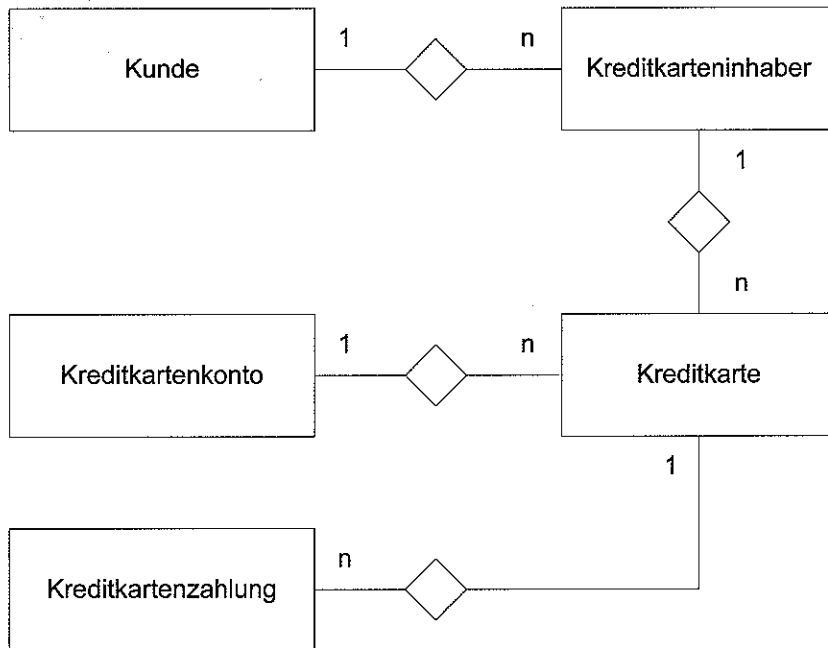 Kunde
1
n
Kreditkarteninhaber
1
n
Kreditkartenkonto
1
n
Kreditkarte
1
Kreditkartenzahlung
n